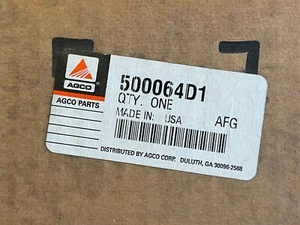 AGCO
AGCO PARTS
500064D1
QTY. ONE
MADE IN: USA AFG
DISTRIBUTED BY AGCO CORP. DULUTH, GA 30096-2568